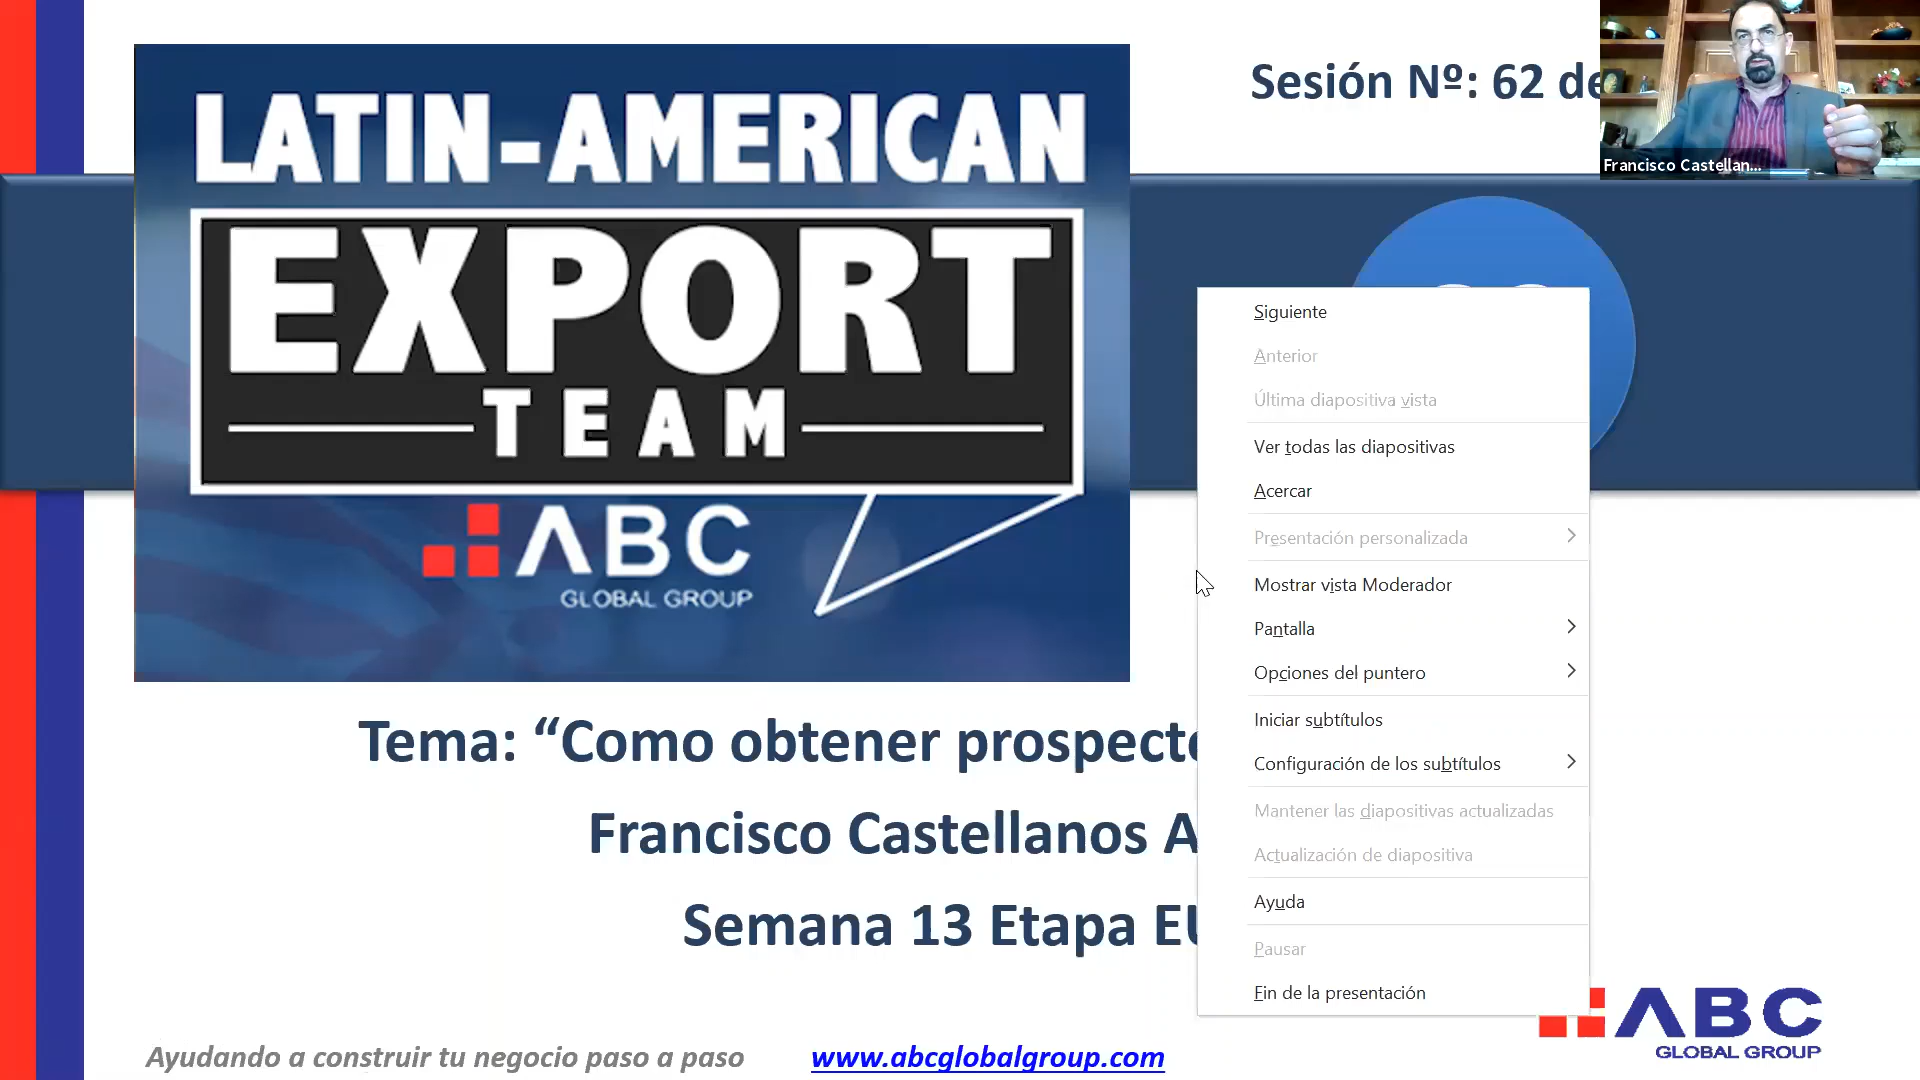 LATIN-AMERICAN
EXPORT
TEAM
ABC
GLOBAL GROUP
Sesión Nº: 62 de
Francisco Castellan...
Siguiente
Anterior
Última diapositiva vista
Ver todas las diapositivas
Acercar
Presentación personalizada
Mostrar vista Moderador
Pantalla
Opciones del puntero
Iniciar subtítulos
Configuración de los subtítulos
Mantener las diapositivas actualizadas
Actualización de diapositiva
Ayuda
Pausar
Fin de la presentación
Tema: “Como obtener prospecto
Francisco Castellanos A
Semana 13 Etapa EU
Ayudando a construir tu negocio paso a paso
www.abcglobalgroup.com
ABC
GLOBAL GROUP